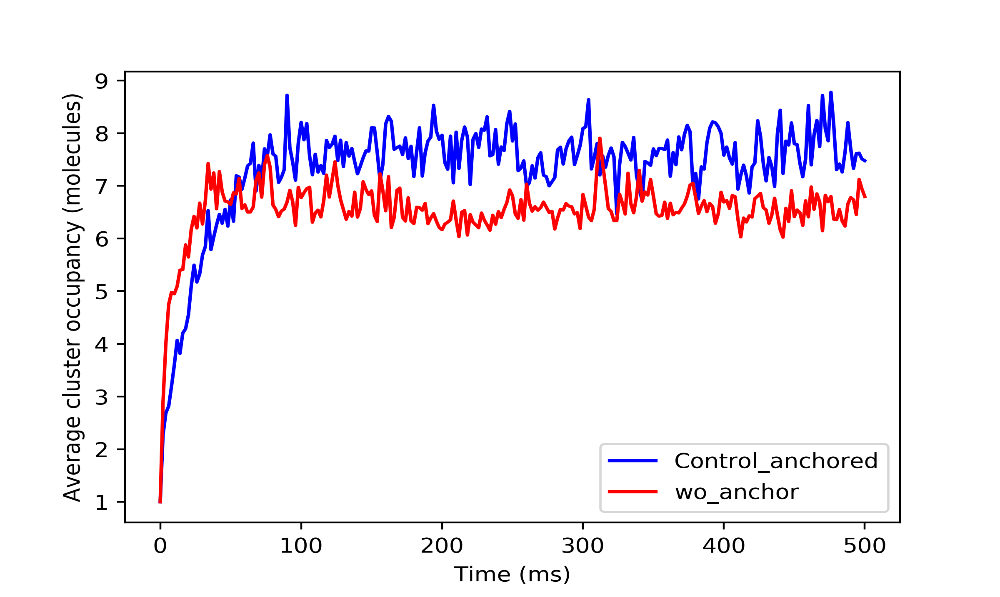 Average cluster occupancy (molecules)
9
8
7
6
5
4
3
2
1
0 100 200 300 400 500
Time (ms)
Control_anchored
wo_anchor